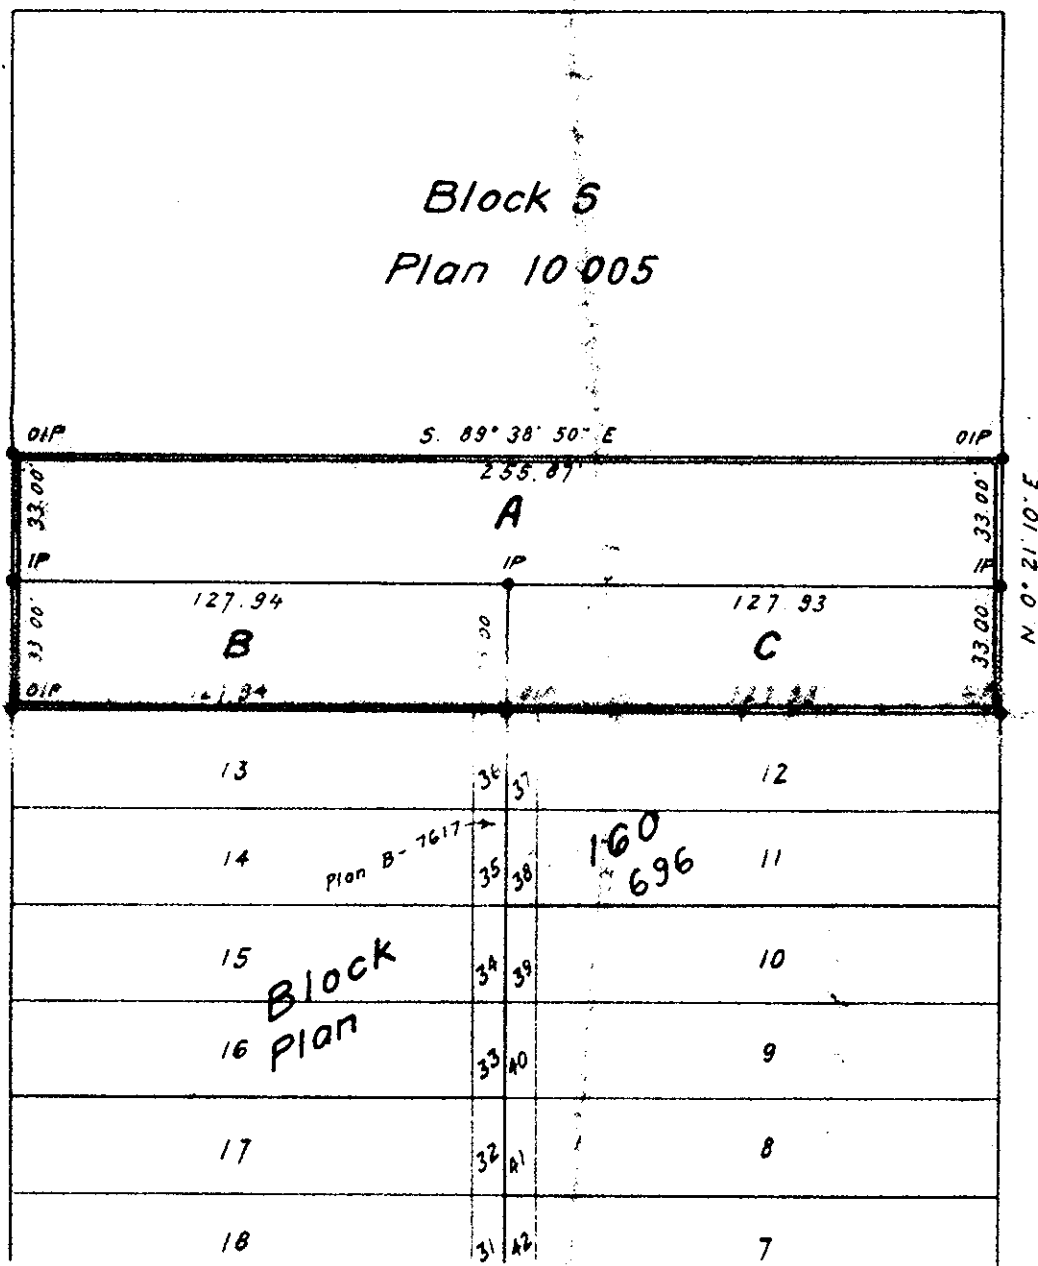 Block S
Plan 10005
OIP S. 89° 38' 50" E OIP
255.87'
33.00' A 33.00' N. 0° 21' 10" E
IP IP IP
127.94 127.93
33.00' B 00 C 33.00
OIP
13 36 37 12
Plan B-7617 160
14 35 38 696 11
15 34 39 10
Block
16 Plan 33 40 9
17 32 41 8
18 31 42 7